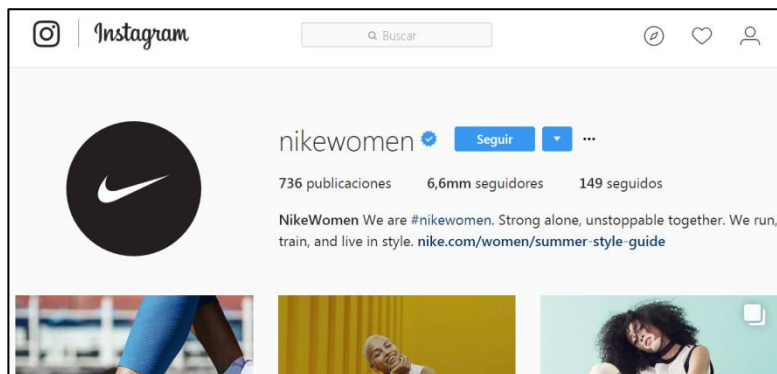 Instagram
Buscar
nikewomen
Seguir
736 publicaciones 6,6mm seguidores 149 seguidos
NikeWomen We are #nikewomen. Strong alone, unstoppable together. We run,
train, and live in style. nike.com/women/summer-style-guide